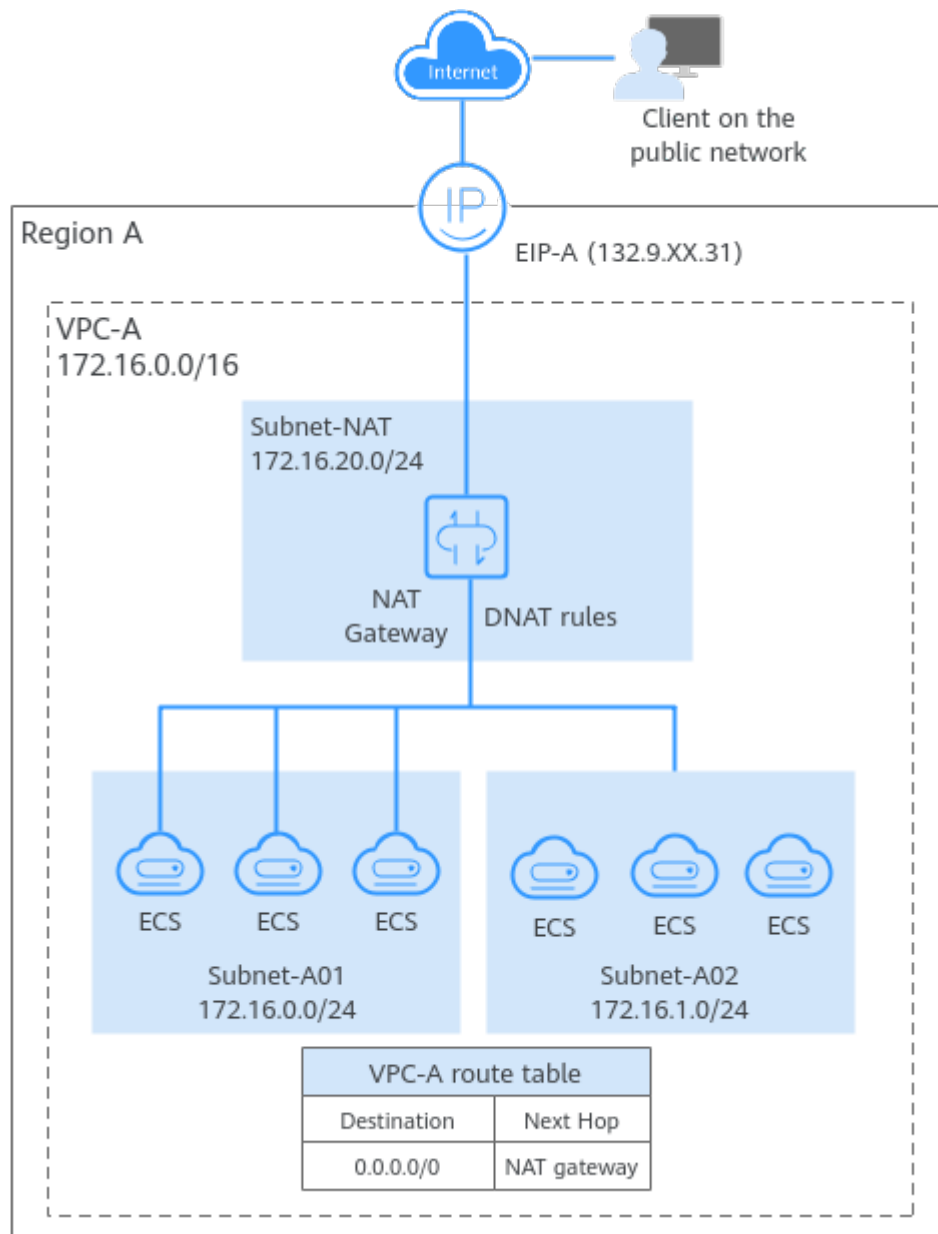 Internet
Client on the
public network
IP
Region A
EIP-A (132.9.XX.31)
VPC-A
172.16.0.0/16
Subnet-NAT
172.16.20.0/24
NAT
Gateway
DNAT rules
ECS ECS ECS
Subnet-A01
172.16.0.0/24
ECS ECS ECS
Subnet-A02
172.16.1.0/24
VPC-A route table
Destination Next Hop
0.0.0.0/0 NAT gateway